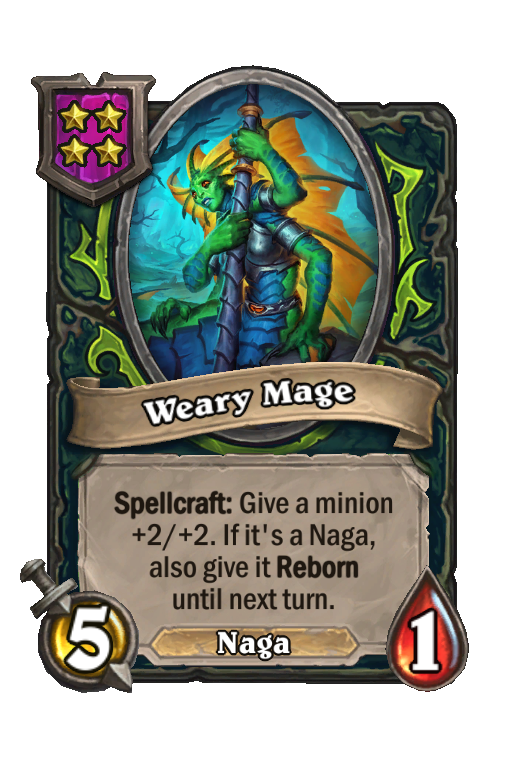 Weary Mage
Spellcraft: Give a minion
+2/+2. If it's a Naga,
also give it Reborn
until next turn.
5
Naga
1